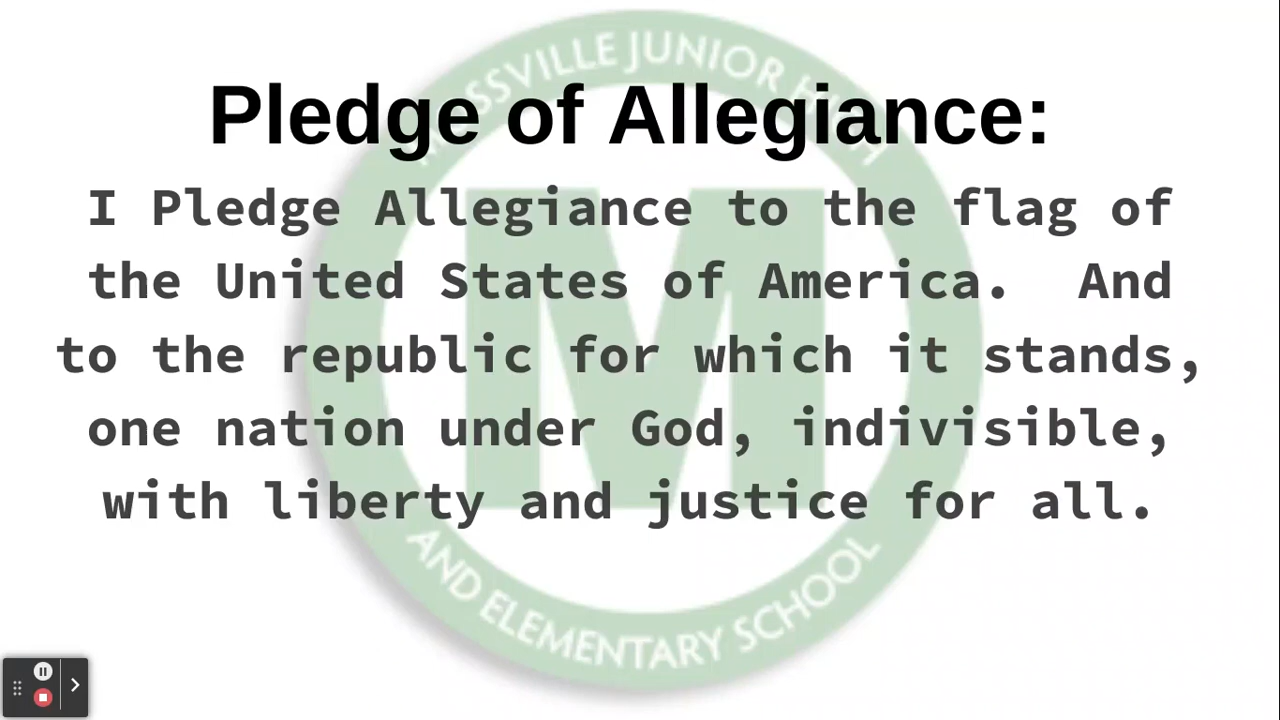 Pledge of Allegiance:
I Pledge Allegiance to the flag of
the United States of America.  And
to the republic for which it stands,
one nation under God, indivisible,
with liberty and justice for all.
JUNIOR
AND ELEMENTARY SCHOOL
M